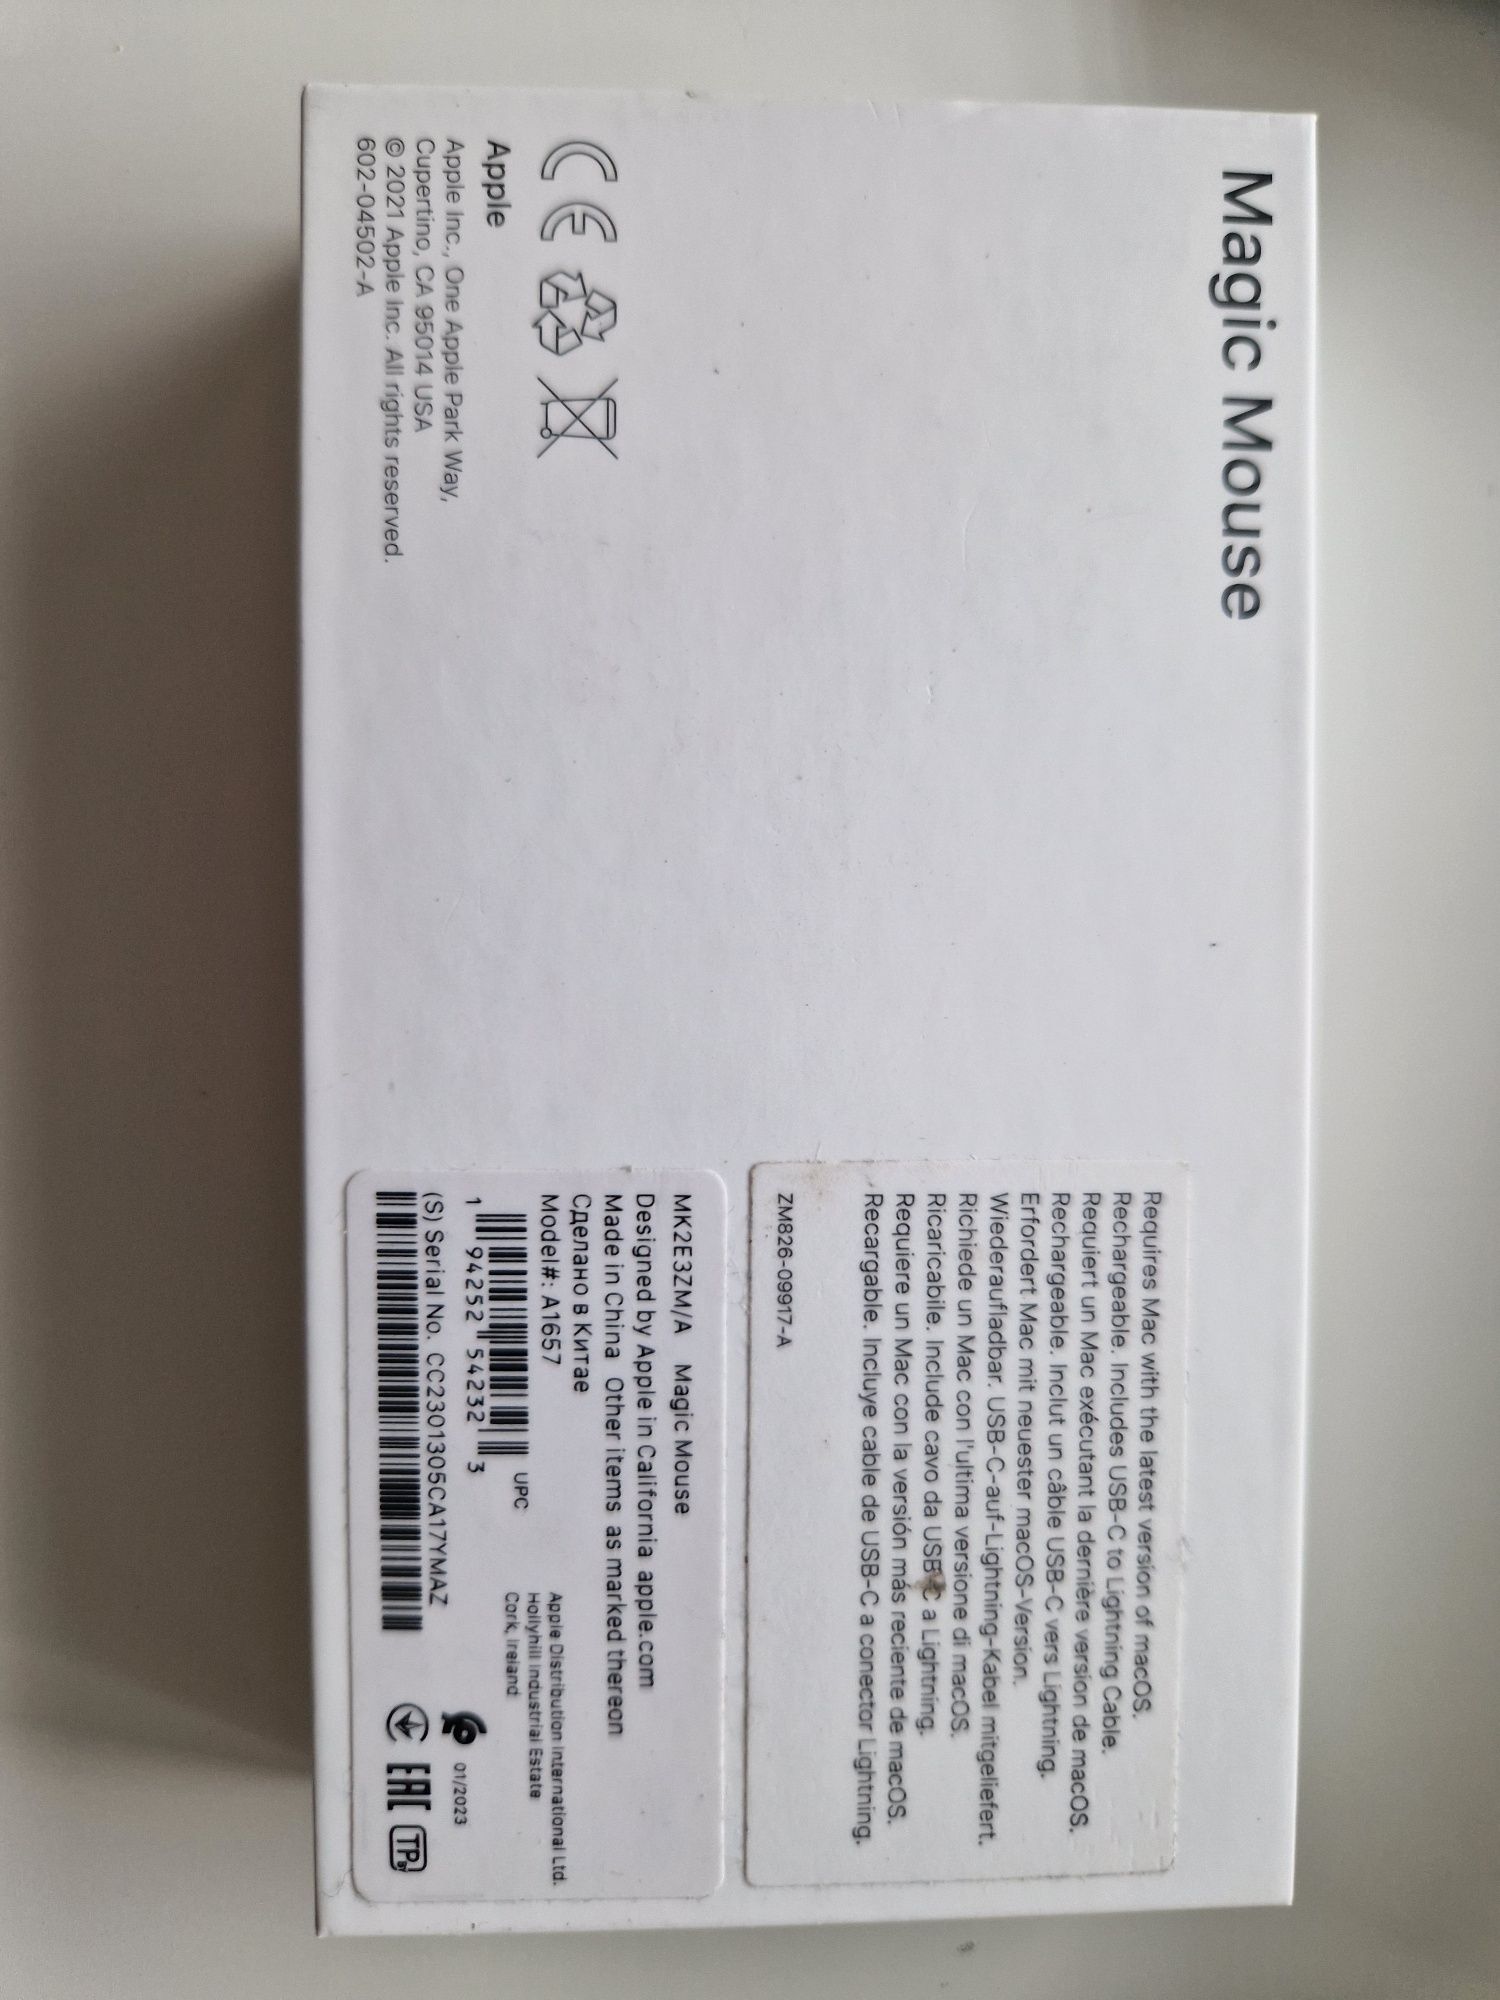 Magic Mouse
Requires Mac with the latest version of macOS.
Rechargeable. Includes USB-C to Lightning Cable.
Requiert un Mac exécutant la dernière version de macOS.
Rechargeable. Inclut un câble USB-C vers Lightning.
Erfordert Mac mit neuester macOS-Version.
Wiederaufladbar. USB-C-auf-Lightning-Kabel mitgeliefert.
Richiede un Mac con l'ultima versione di macOS.
Ricaricabile. Include cavo da USB-C a Lightning.
Requiere un Mac con la versión más reciente de macOS.
Recargable. Incluye cable de USB-C a conector Lightning.
ZM826-09917-A
CE
Apple
Apple Inc., One Apple Park Way,
Cupertino, CA 95014 USA
© 2021 Apple Inc. All rights reserved.
602-04502-A
MK2E3ZM/A Magic Mouse
Designed by Apple in California apple.com
Made in China Other items as marked thereon
Сделано в Китае
Model#: A1657
Apple Distribution International Ltd.
Hollyhill Industrial Estate
Cork, Ireland
UPC
1 94252 54232 3
01/2023
(S) Serial No. CC2301305CA17YMAZ
EAC TP BY